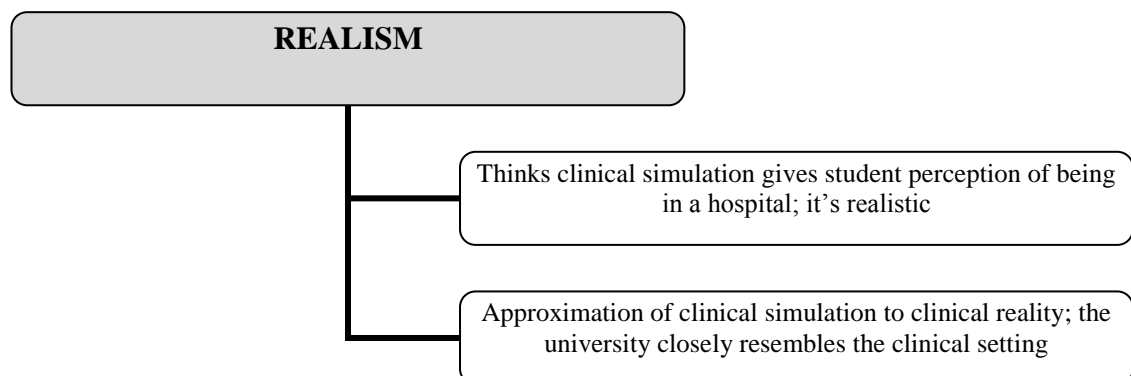 REALISM
Thinks clinical simulation gives student perception of being
in a hospital; it's realistic
Approximation of clinical simulation to clinical reality; the
university closely resembles the clinical setting